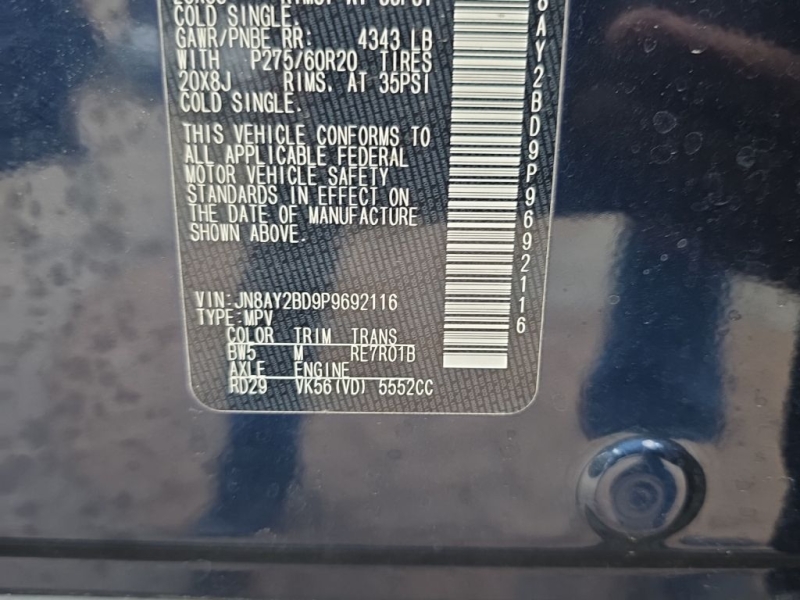 GAWR/PNBE RR: 4343 LB
WITH P275/60R20 TIRES
20X8J RIMS. AT 35PSI
COLD SINGLE.
THIS VEHICLE CONFORMS TO
ALL APPLICABLE FEDERAL
MOTOR VEHICLE SAFETY
STANDARDS IN EFFECT ON
THE DATE OF MANUFACTURE
SHOWN ABOVE.
VIN:JN8AY2BD9P9692116
TYPE:MPV
COLOR TRIM TRANS
BW5 M RE7R01B
AXLE ENGINE
RD29 VK56(VD) 5552CC
8AY2BD9P9692116